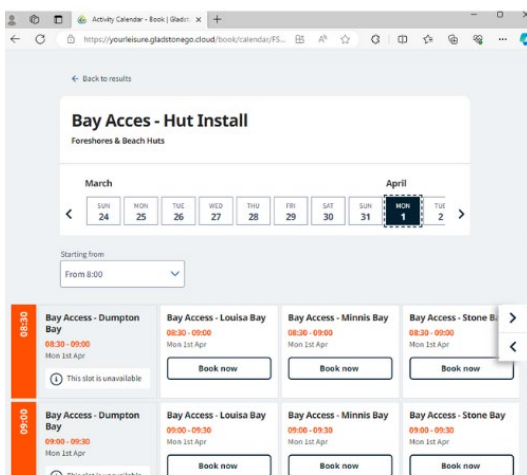 Activity Calendar - Book | Gladst
https://yourleisure.gladstonego.cloud/book/calendar/FS...
Back to results
Bay Acces - Hut Install
Foreshores & Beach Huts
March
April
SUN MON TUE WED THU FRI SAT SUN MON TUE
24 25 26 27 28 29 30 31 1 2
Starting from
From 8:00
08:30
Bay Access - Dumpton Bay
08:30 - 09:00
Mon 1st Apr
This slot is unavailable
Bay Access - Louisa Bay
08:30 - 09:00
Mon 1st Apr
Book now
Bay Access - Minnis Bay
08:30 - 09:00
Mon 1st Apr
Book now
Bay Access - Stone B
08:30 - 09:00
Mon 1st Apr
Book now
09:00
Bay Access - Dumpton Bay
09:00 - 09:30
Mon 1st Apr
This slot is unavailable
Bay Access - Louisa Bay
09:00 - 09:30
Mon 1st Apr
Book now
Bay Access - Minnis Bay
09:00 - 09:30
Mon 1st Apr
Book now
Bay Access - Stone Bay
09:00 - 09:30
Mon 1st Apr
Book now